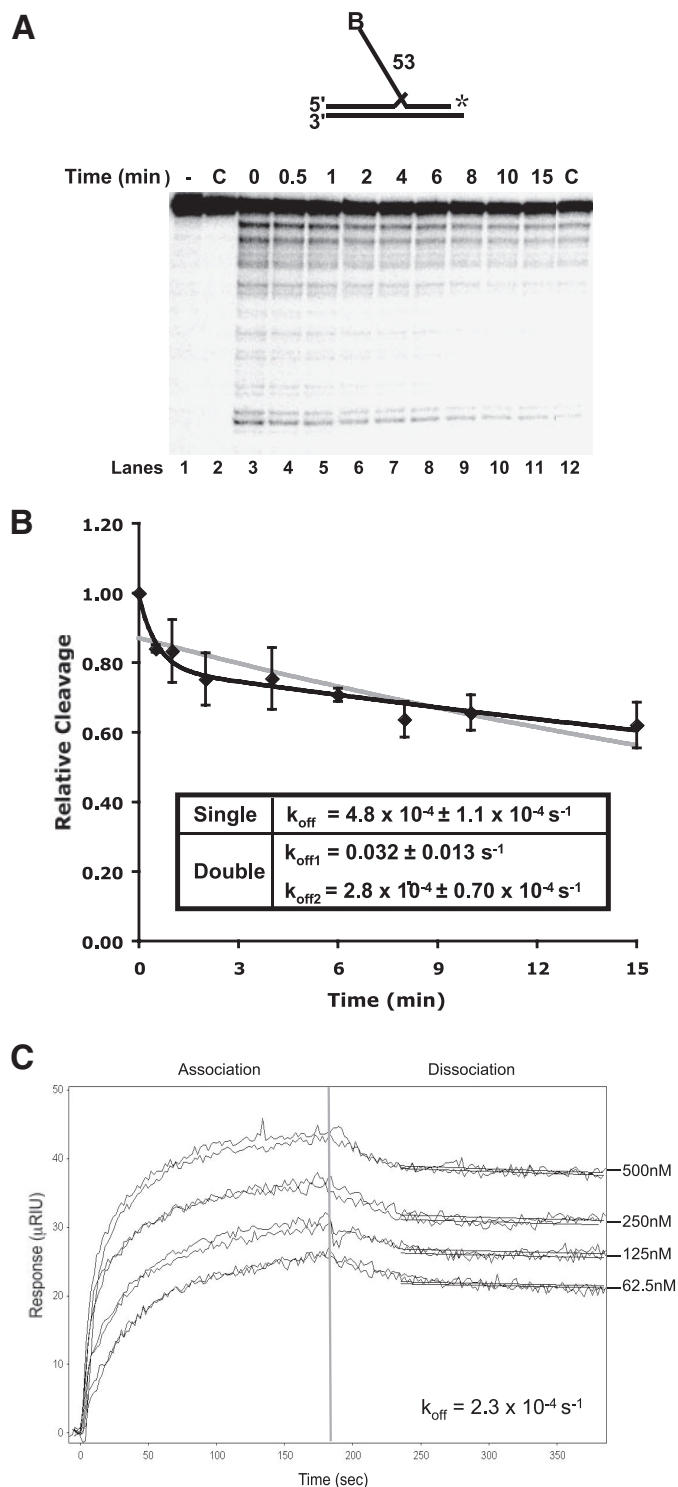 A
B
53
5' *
3'
Time (min) - C 0 0.5 1 2 4 6 8 10 15 C
Lanes 1 2 3 4 5 6 7 8 9 10 11 12
B
1.20
1.00
0.80
0.60
0.40
0.20
0.00
Relative Cleavage
Single k_off = 4.8 x 10⁻⁴ ± 1.1 x 10⁻⁴ s⁻¹
Double k_off1 = 0.032 ± 0.013 s⁻¹
k_off2 = 2.8 x 10⁻⁴ ± 0.70 x 10⁻⁴ s⁻¹
0 3 6 9 12 15
Time (min)
C
Association Dissociation
50
40
30
20
10
0
Response (µRIU)
500nM
250nM
125nM
62.5nM
k_off = 2.3 x 10⁻⁴ s⁻¹
0 50 100 150 200 250 300 350
Time (sec)